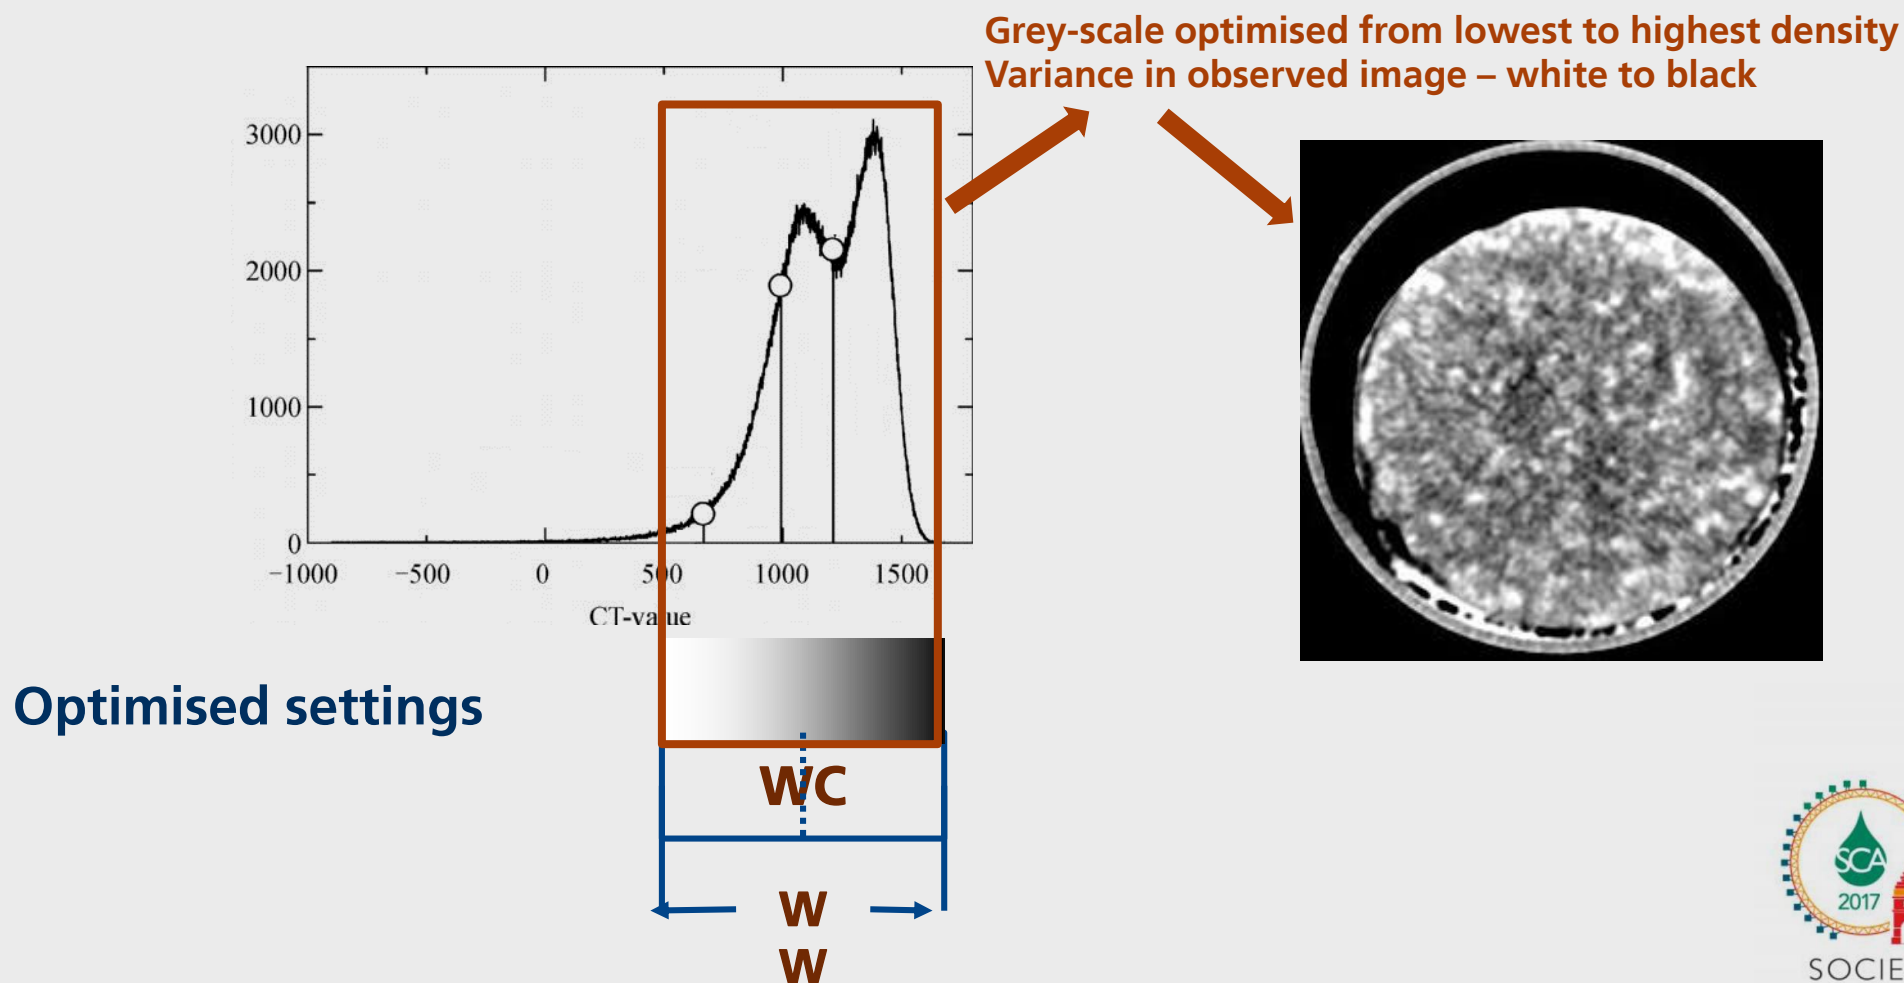 Grey-scale optimised from lowest to highest density
Variance in observed image – white to black
3000
2000
1000
0
−1000 −500 0 500 1000 1500
CT-value
Optimised settings
WC
W
W
SCA
2017
SOCIE